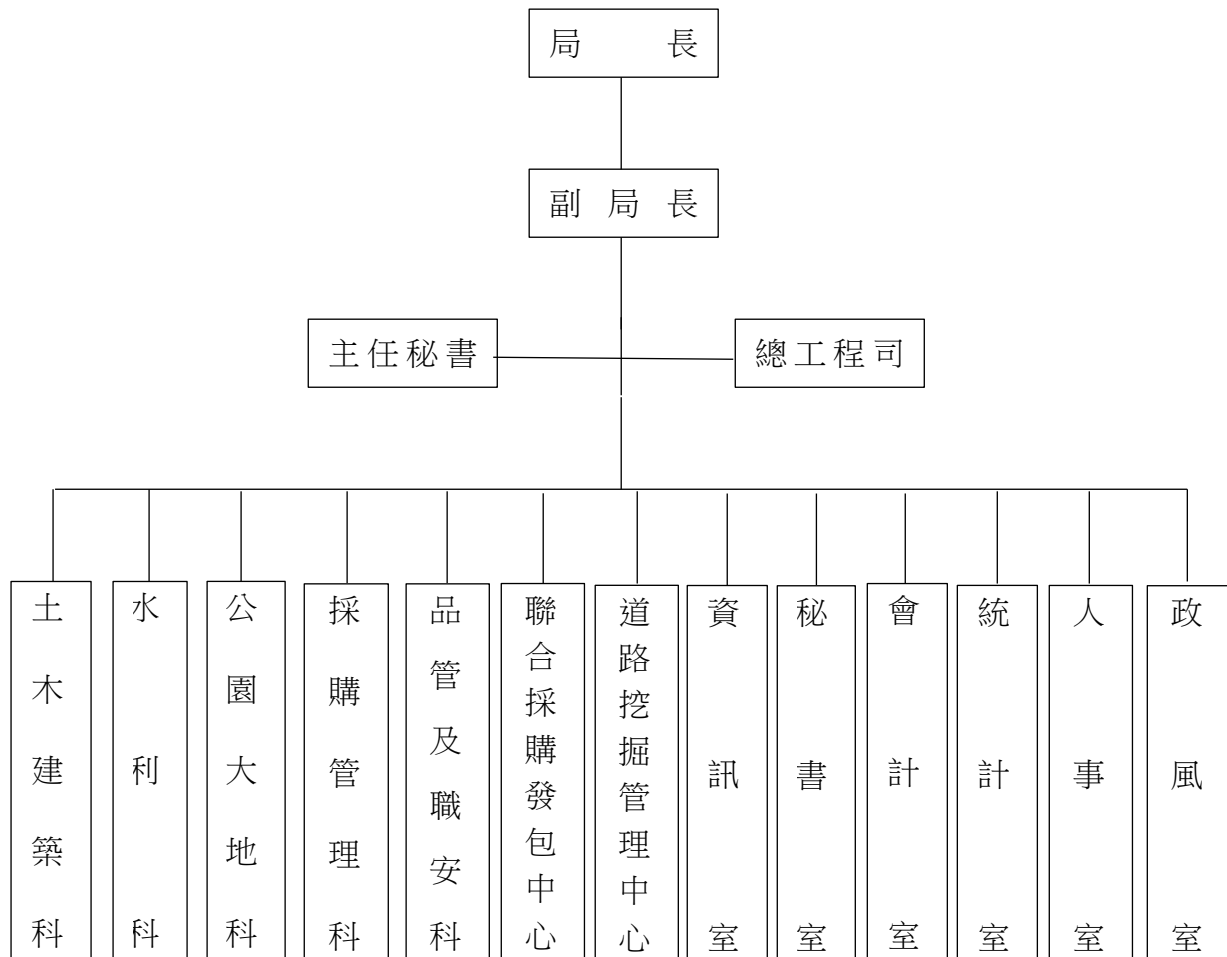 局長
副局長
主任秘書
總工程司
土木建築科
水利科
公園大地科
採購管理科
品管及職安科
聯合採購發包中心
道路挖掘管理中心
資訊室
秘書室
會計室
統計室
人事室
政風室